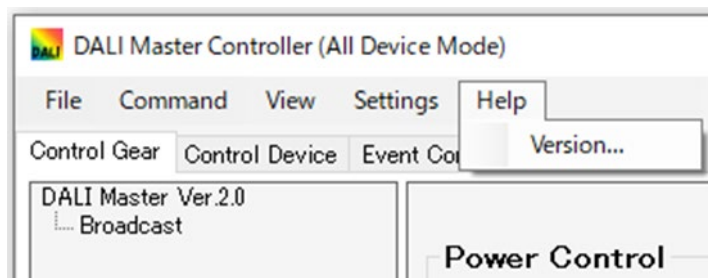 DALI DALI Master Controller (All Device Mode)
File Command View Settings Help
Version...
Control Gear Control Device Event
DALI Master Ver.2.0
Broadcast
Power Control